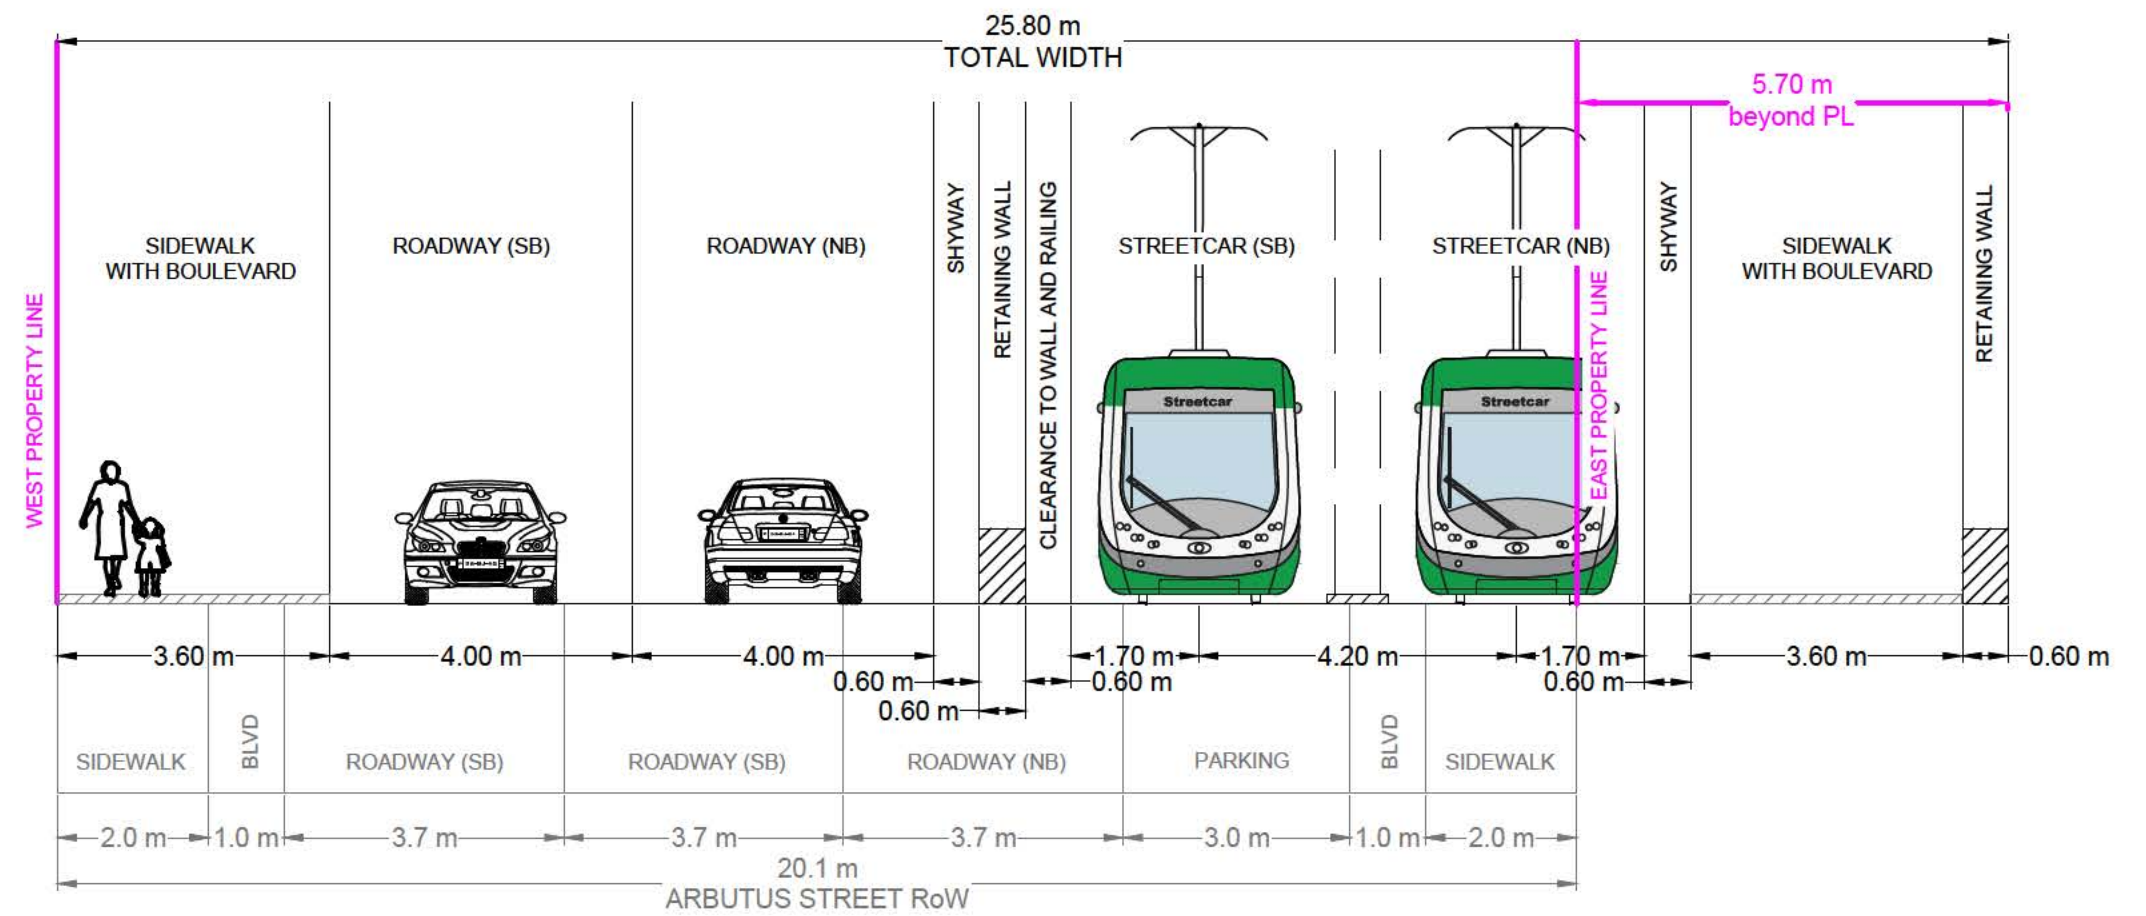 25.80 m
TOTAL WIDTH
5.70 m
beyond PL
WEST PROPERTY LINE
SIDEWALK
WITH BOULEVARD
ROADWAY (SB)
ROADWAY (NB)
SHYWAY
RETAINING WALL
CLEARANCE TO WALL AND RAILING
STREETCAR (SB)
STREETCAR (NB)
EAST PROPERTY LINE
SHYWAY
SIDEWALK
WITH BOULEVARD
RETAINING WALL
Streetcar
Streetcar
3.60 m
4.00 m
4.00 m
0.60 m
0.60 m
0.60 m
1.70 m
4.20 m
1.70 m
0.60 m
3.60 m
0.60 m
SIDEWALK
BLVD
ROADWAY (SB)
ROADWAY (SB)
ROADWAY (NB)
PARKING
BLVD
SIDEWALK
2.0 m
1.0 m
3.7 m
3.7 m
3.7 m
3.0 m
1.0 m
2.0 m
20.1 m
ARBUTUS STREET RoW